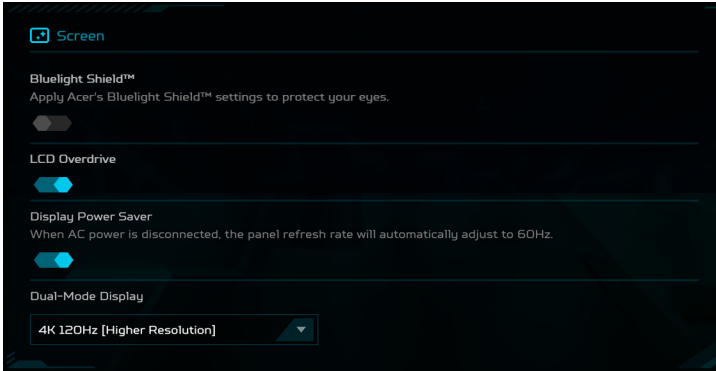 Screen
Bluelight Shield™
Apply Acer's Bluelight Shield™ settings to protect your eyes.
LCD Overdrive
Display Power Saver
When AC power is disconnected, the panel refresh rate will automatically adjust to 60Hz.
Dual-Mode Display
4K 120Hz [Higher Resolution]